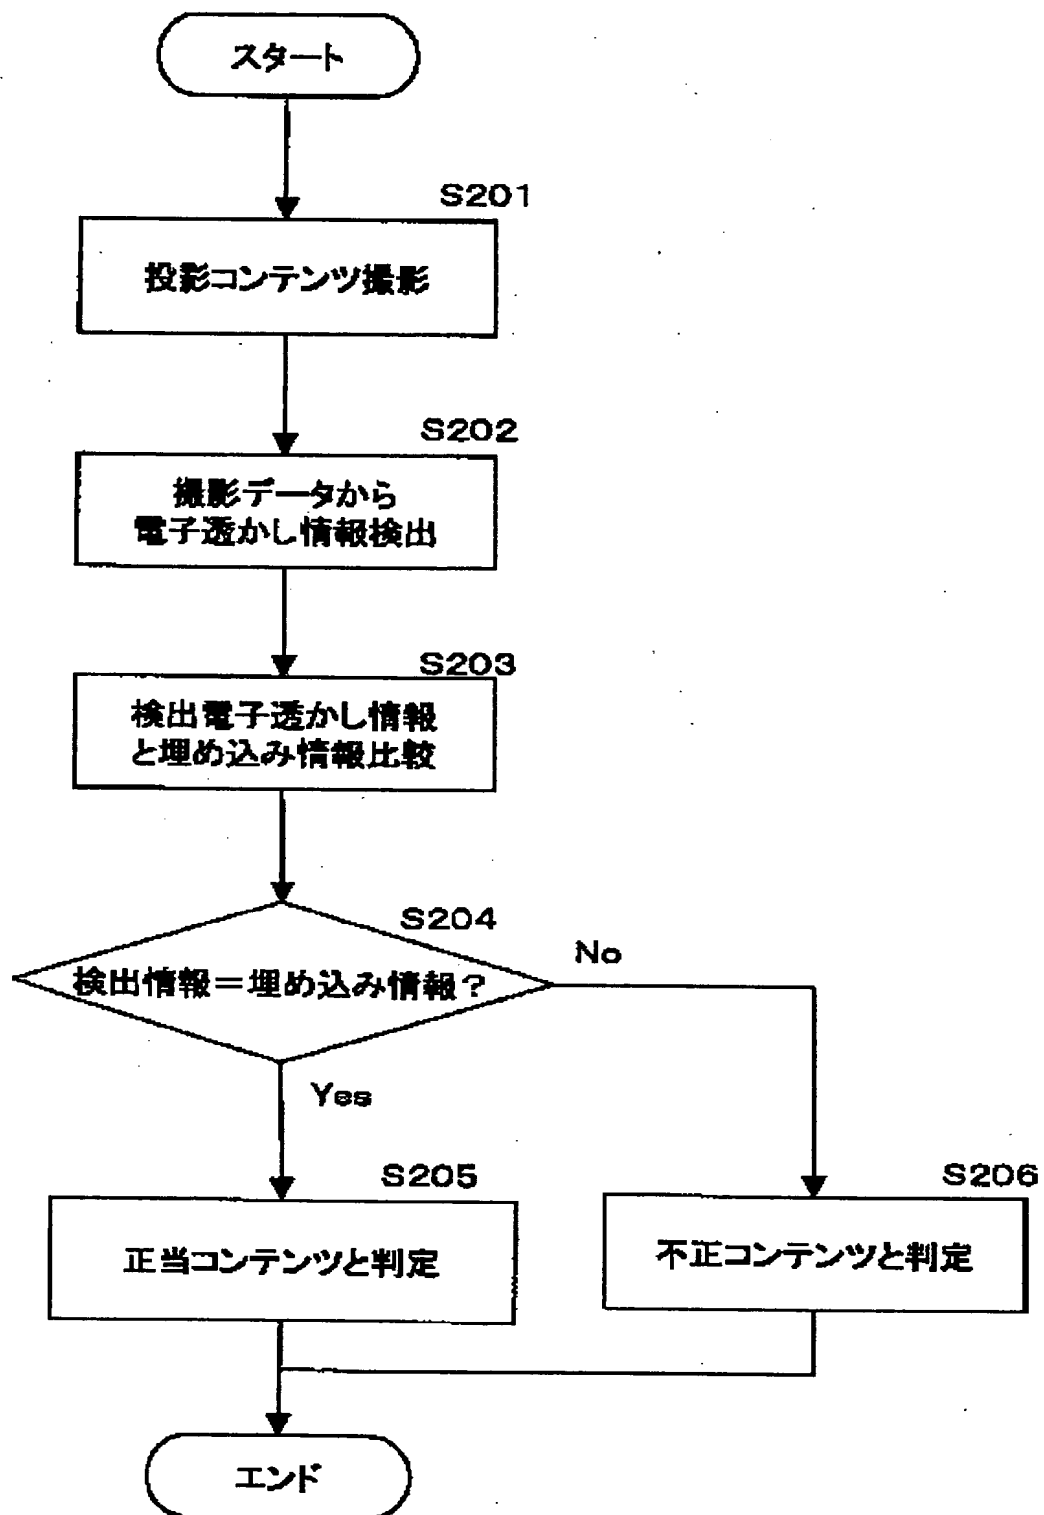 スタート
S201
投影コンテンツ撮影
S202
撮影データから
電子透かし情報検出
S203
検出電子透かし情報
と埋め込み情報比較
S204
検出情報=埋め込み情報?
No
Yes
S205
正当コンテンツと判定
S206
不正コンテンツと判定
エンド